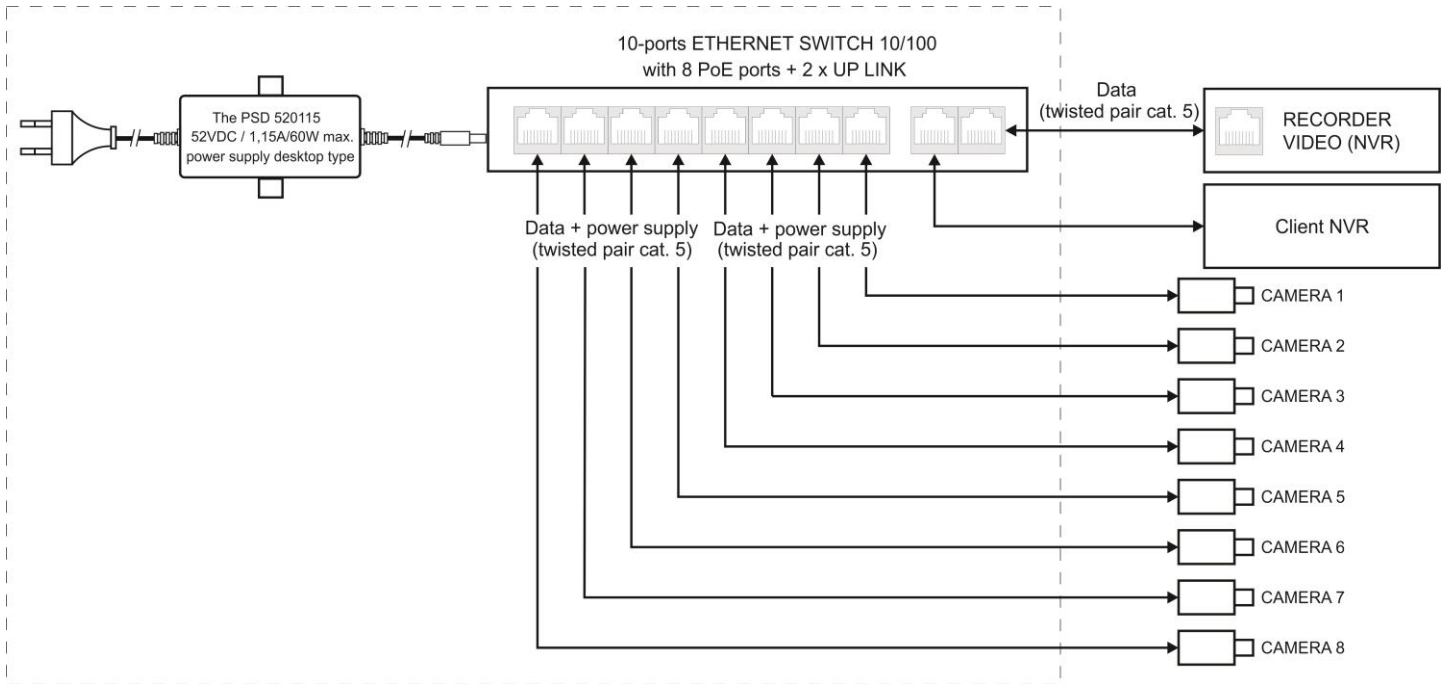 10-ports ETHERNET SWITCH 10/100
with 8 PoE ports + 2 x UP LINK
The PSD 520115
52VDC / 1,15A/60W max.
power supply desktop type
Data
(twisted pair cat. 5)
RECORDER
VIDEO (NVR)
Client NVR
Data + power supply
(twisted pair cat. 5)
Data + power supply
(twisted pair cat. 5)
CAMERA 1
CAMERA 2
CAMERA 3
CAMERA 4
CAMERA 5
CAMERA 6
CAMERA 7
CAMERA 8